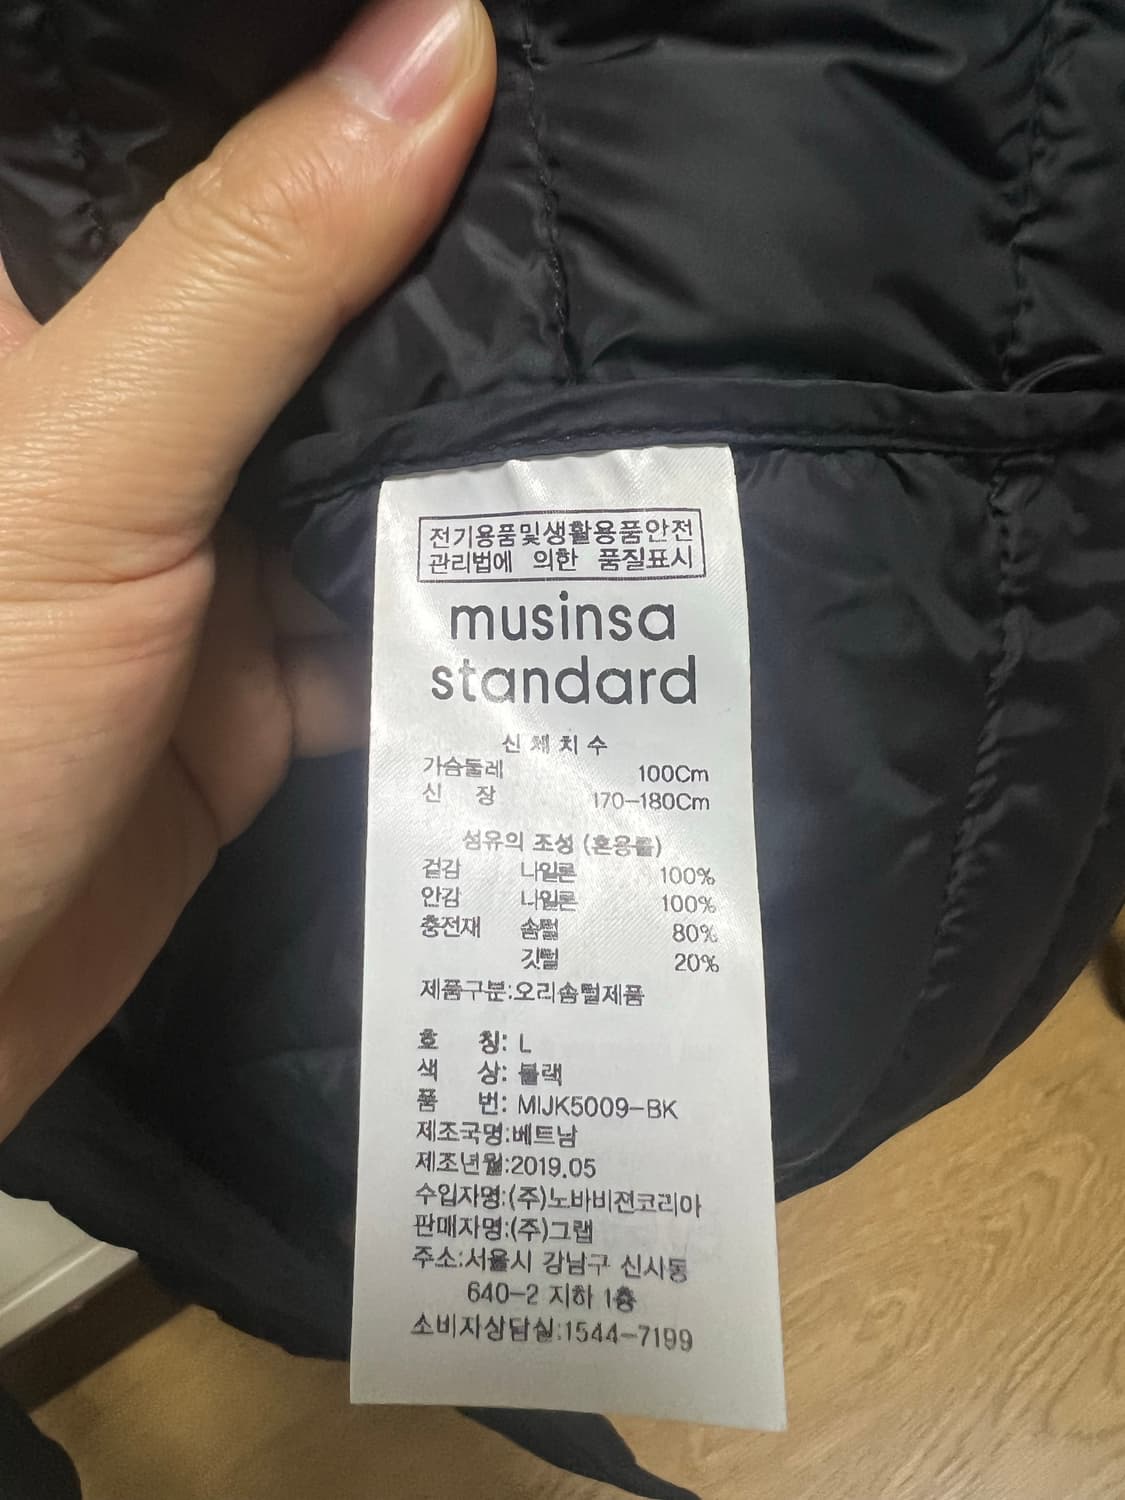 전기용품및생활용품안전
관리법에 의한 품질표시
musinsa
standard
신체치수
가슴둘레 100Cm
신 장 170-180Cm
섬유의 조성 (혼용률)
겉감 나일론 100%
안감 나일론 100%
충전재 솜털 80%
깃털 20%
제품구분:오리솜털제품
호 칭: L
색 상: 블랙
품 번: MIJK5009-BK
제조국명:베트남
제조년월:2019.05
수입자명:(주)노바비젼코리아
판매자명:(주)그랩
주소:서울시 강남구 신사동
640-2 지하 1층
소비자상담실:1544-7199